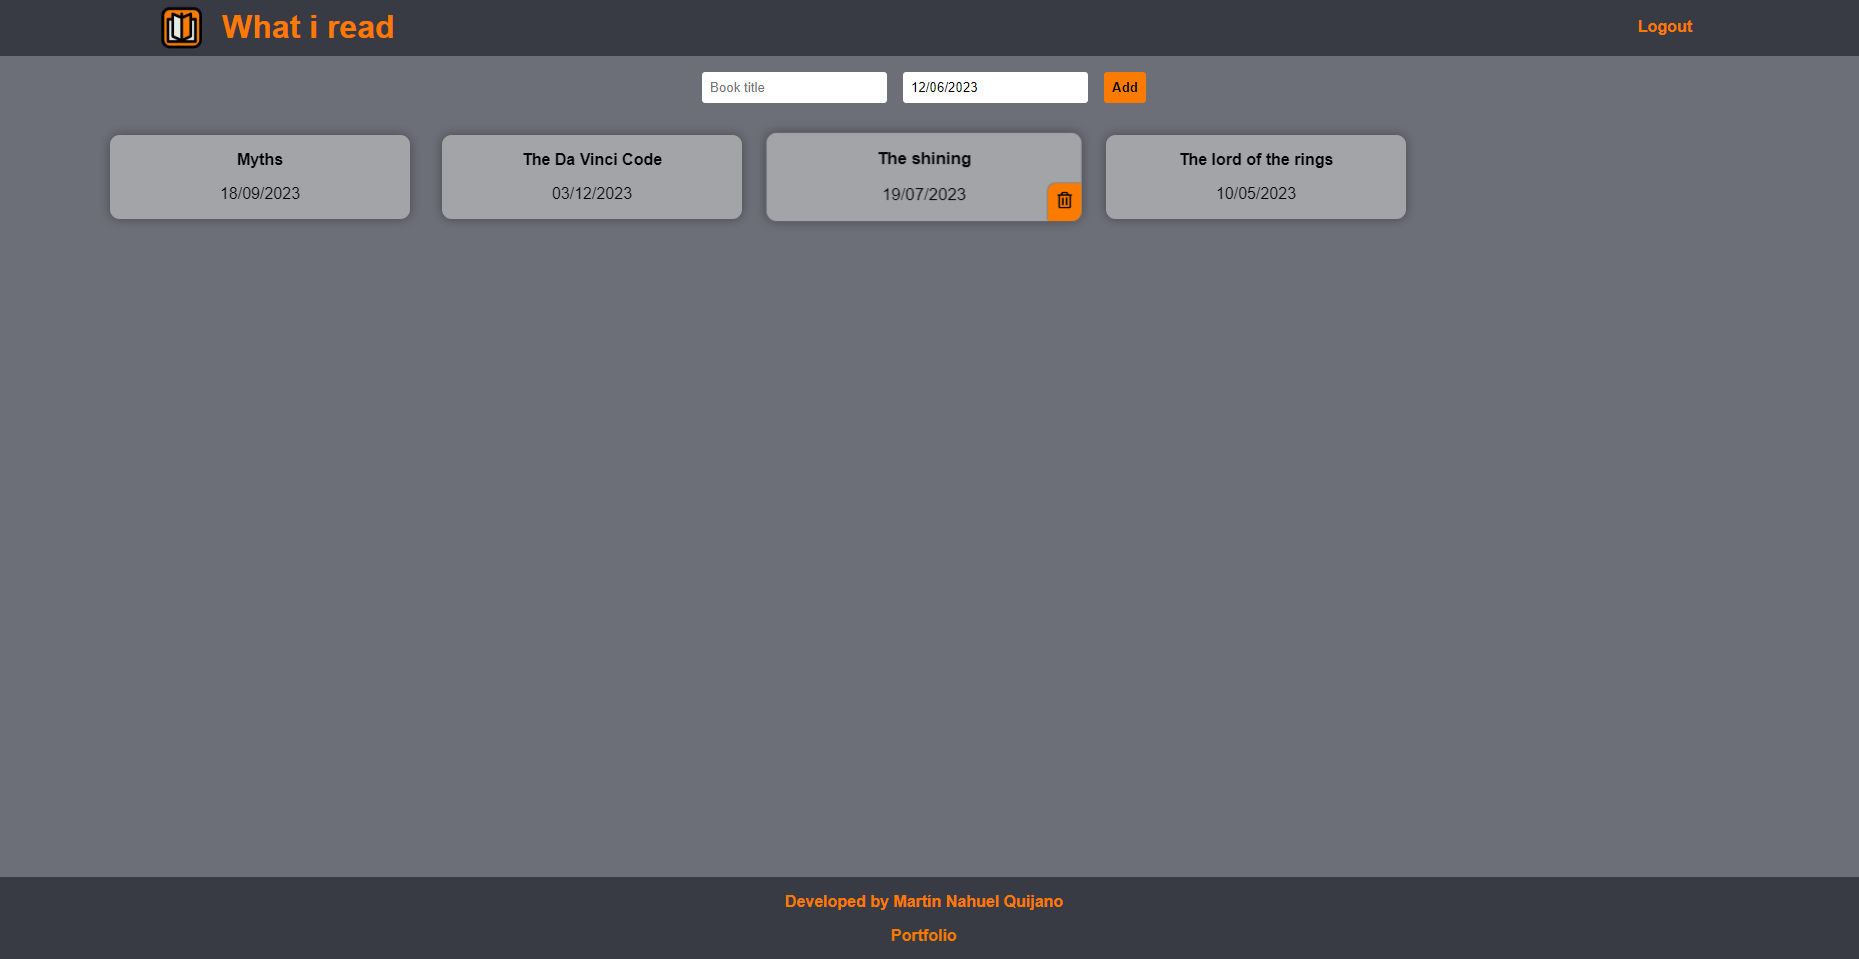 What i read
Logout
Book title
12/06/2023
Add
Myths
18/09/2023
The Da Vinci Code
03/12/2023
The shining
19/07/2023
The lord of the rings
10/05/2023
Developed by Martín Nahuel Quijano
Portfolio